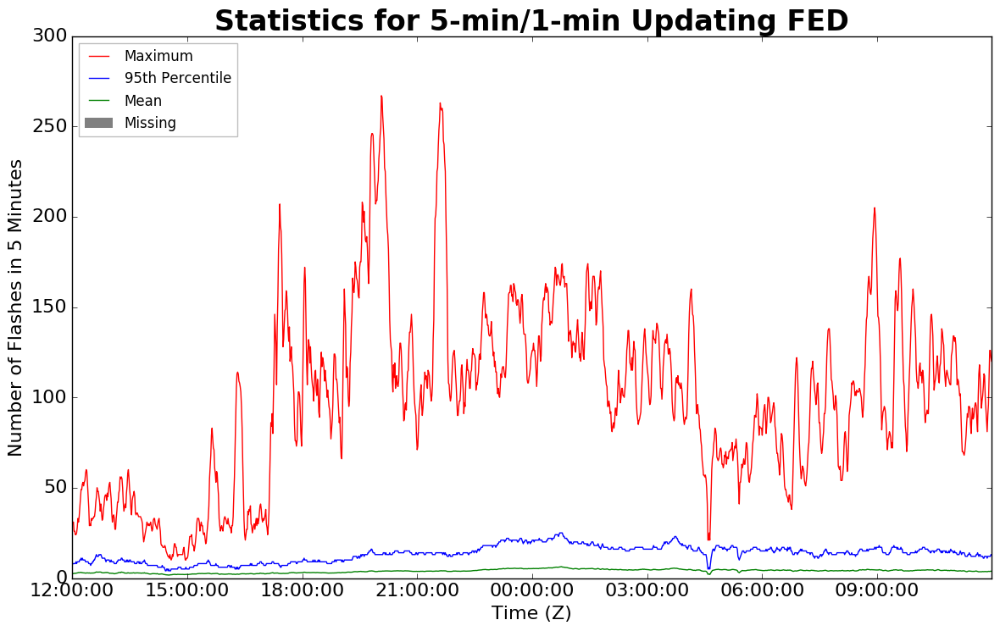 Statistics for 5-min/1-min Updating FED
300
250
200
150
100
50
0
Number of Flashes in 5 Minutes
Maximum
95th Percentile
Mean
Missing
12:00:00 15:00:00 18:00:00 21:00:00 00:00:00 03:00:00 06:00:00 09:00:00
Time (Z)